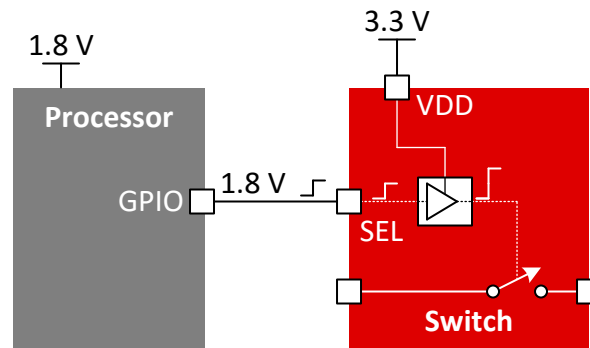 3.3 V
1.8 V
Processor
VDD
GPIO
1.8 V
SEL
Switch